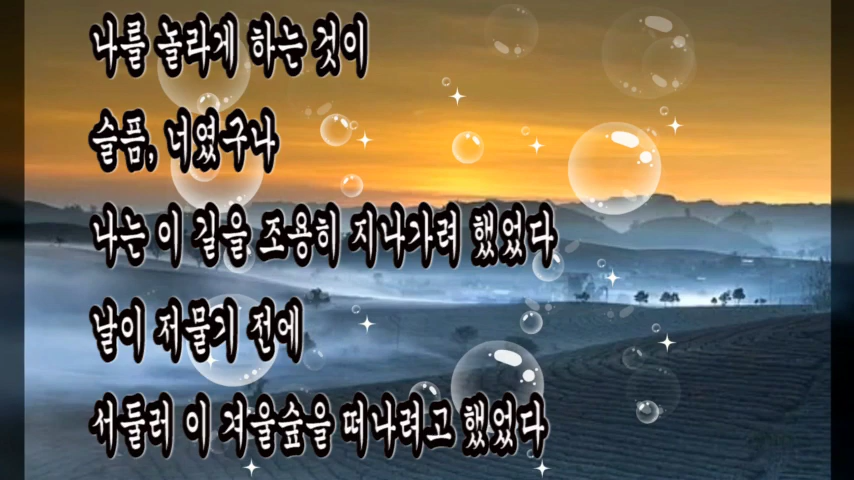 나를 놀라게 하는 것이
슬픔, 너였구나
나는 이 길을 조용히 지나가려 했었다
날이 저물기 전에
서둘러 이 겨울숲을 떠나려고 했었다